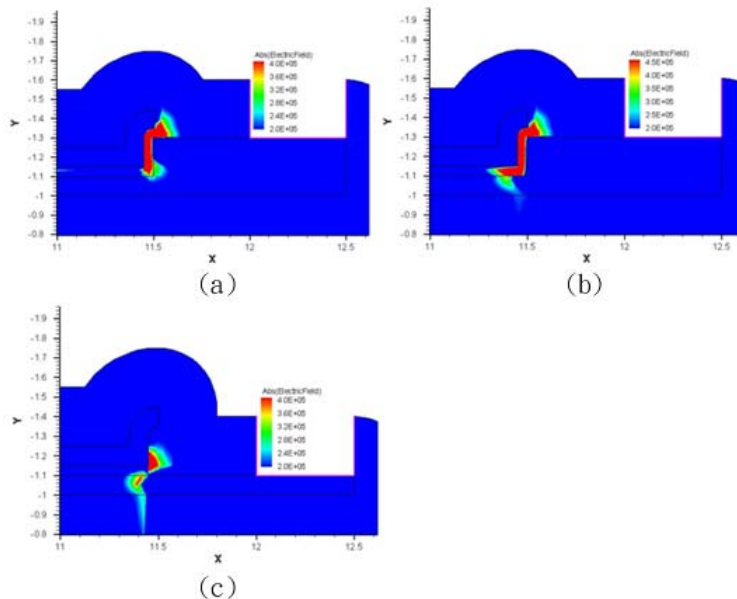 -1.9
-1.8
-1.7
-1.6
-1.5
-1.4
-1.3
-1.2
-1.1
-1
-0.9
-0.8
Y
11
11.5
12
12.5
X
Abs(ElectricField)
4.0E+05
3.6E+05
3.2E+05
2.8E+05
2.4E+05
2.0E+05
(a)
-1.9
-1.8
-1.7
-1.6
-1.5
-1.4
-1.3
-1.2
-1.1
-1
-0.9
-0.8
Y
11
11.5
12
12.5
X
Abs(ElectricField)
4.5E+05
4.0E+05
3.5E+05
3.0E+05
2.5E+05
2.0E+05
(b)
-1.9
-1.8
-1.7
-1.6
-1.5
-1.4
-1.3
-1.2
-1.1
-1
-0.9
-0.8
Y
11
11.5
12
12.5
X
Abs(ElectricField)
4.0E+05
3.6E+05
3.2E+05
2.8E+05
2.4E+05
2.0E+05
(c)